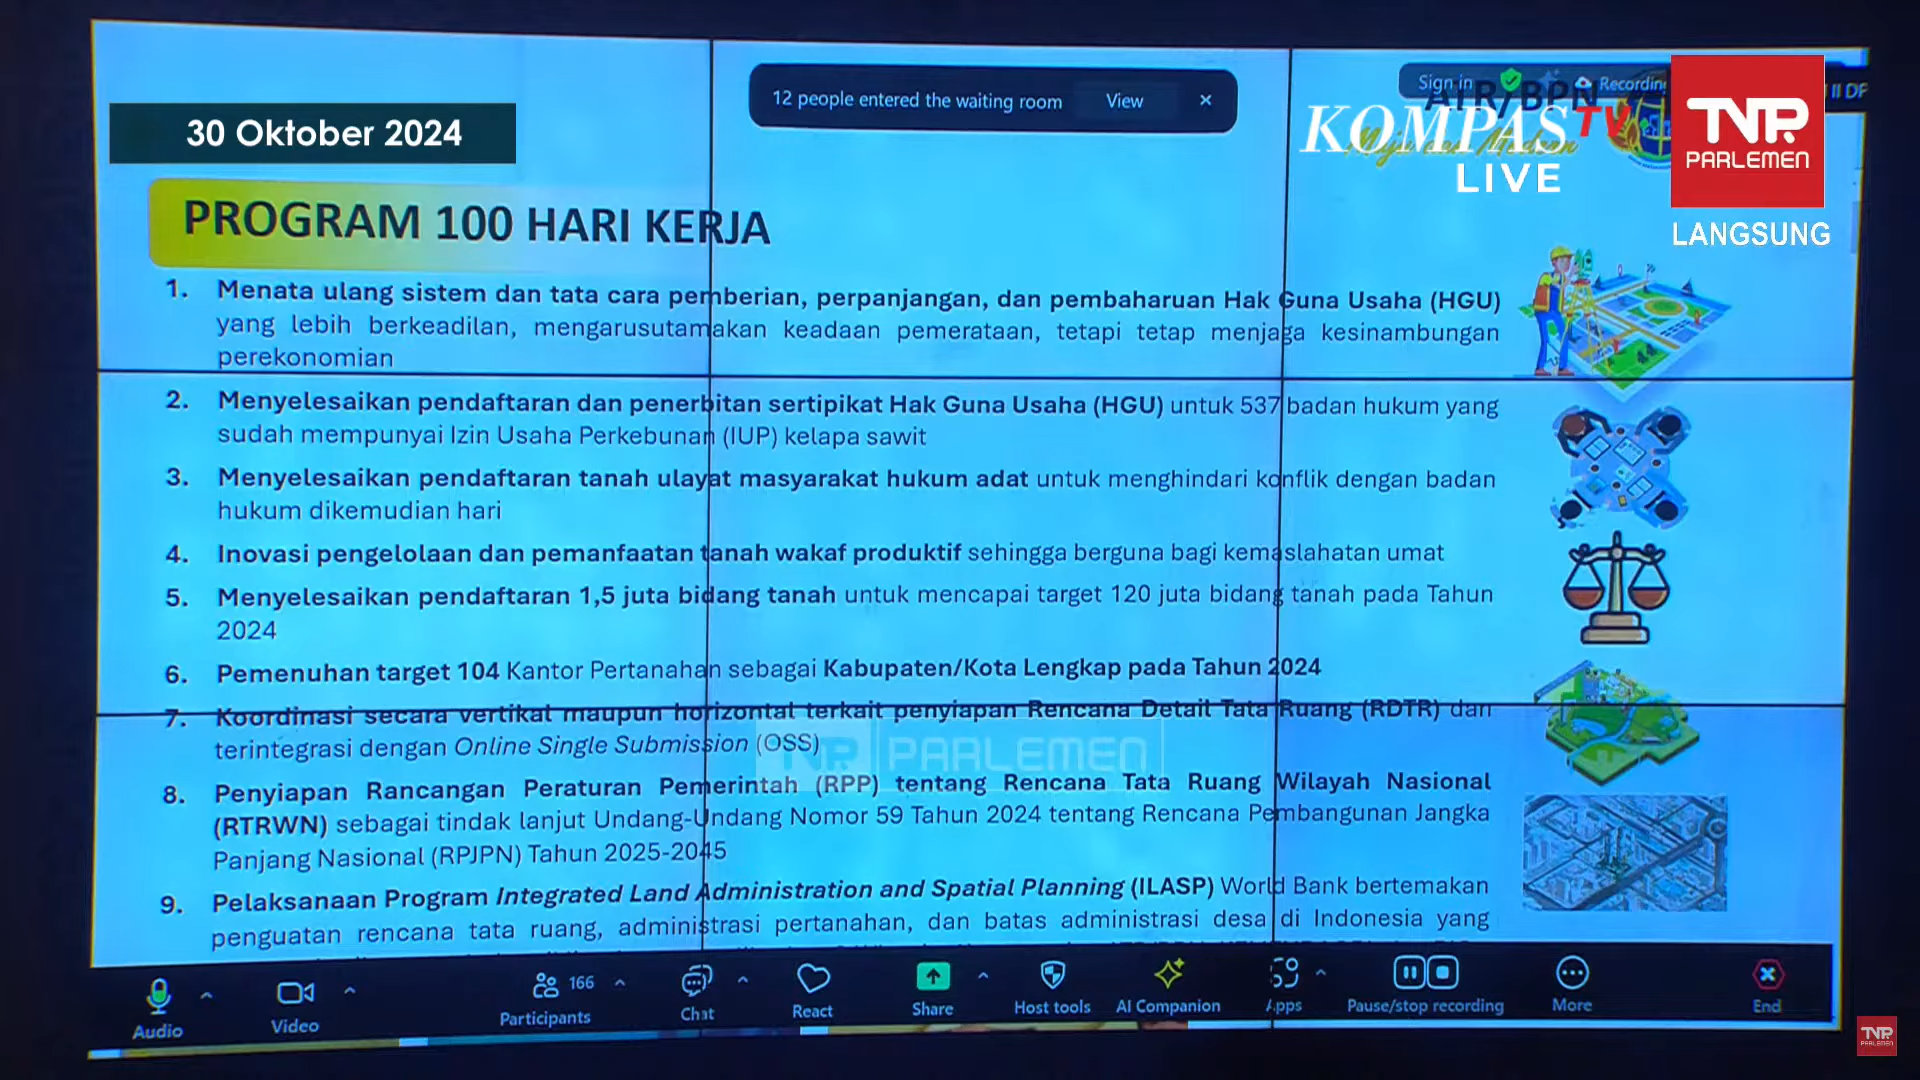 12 people entered the waiting room View
Sign in Recording
ATR/BPN
II DF
30 Oktober 2024
KOMPAS TV
LIVE
TVP.
PARLEMEN
LANGSUNG
PROGRAM 100 HARI KERJA
1. Menata ulang sistem dan tata cara pemberian, perpanjangan, dan pembaharuan Hak Guna Usaha (HGU)
yang lebih berkeadilan, mengarusutamakan keadaan pemerataan, tetapi tetap menjaga kesinambungan
perekonomian
2. Menyelesaikan pendaftaran dan penerbitan sertipikat Hak Guna Usaha (HGU) untuk 537 badan hukum yang
sudah mempunyai Izin Usaha Perkebunan (IUP) kelapa sawit
3. Menyelesaikan pendaftaran tanah ulayat masyarakat hukum adat untuk menghindari konflik dengan badan
hukum dikemudian hari
4. Inovasi pengelolaan dan pemanfaatan tanah wakaf produktif sehingga berguna bagi kemaslahatan umat
5. Menyelesaikan pendaftaran 1,5 juta bidang tanah untuk mencapai target 120 juta bidang tanah pada Tahun
2024
6. Pemenuhan target 104 Kantor Pertanahan sebagai Kabupaten/Kota Lengkap pada Tahun 2024
7. Koordinasi secara vertikal maupun horizontal terkait penyiapan Rencana Detail Tata Ruang (RDTR) dan
terintegrasi dengan Online Single Submission (OSS)
TVP. PARLEMEN
8. Penyiapan Rancangan Peraturan Pemerintah (RPP) tentang Rencana Tata Ruang Wilayah Nasional
(RTRWN) sebagai tindak lanjut Undang-Undang Nomor 59 Tahun 2024 tentang Rencana Pembangunan Jangka
Panjang Nasional (RPJPN) Tahun 2025-2045
9. Pelaksanaan Program Integrated Land Administration and Spatial Planning (ILASP) World Bank bertemakan
penguatan rencana tata ruang, administrasi pertanahan, dan batas administrasi desa di Indonesia yang
166
Audio Video Participants Chat React Share Host tools AI Companion Apps Pause/stop recording More End
TVP.
PARLEMEN